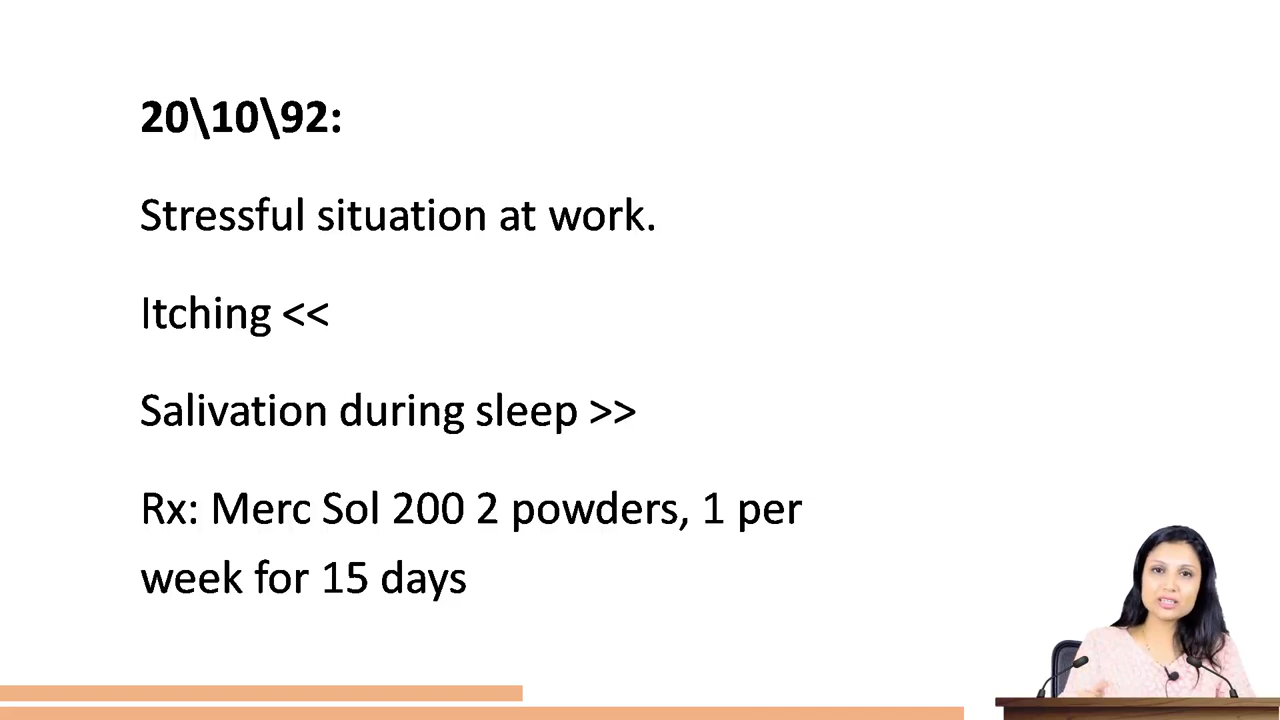 20\10\92:
Stressful situation at work.
Itching <<
Salivation during sleep >>
Rx: Merc Sol 200 2 powders, 1 per
week for 15 days